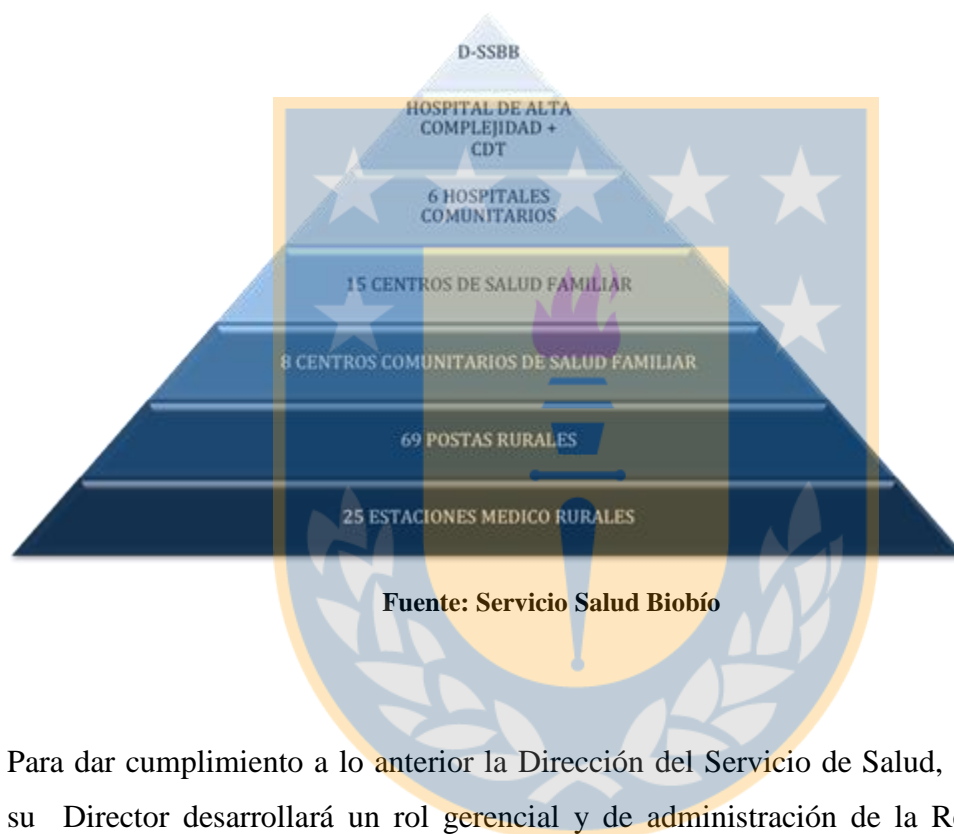 D-SSBB
HOSPITAL DE ALTA
COMPLEJIDAD +
CDT
6 HOSPITALES
COMUNITARIOS
15 CENTROS DE SALUD FAMILIAR
8 CENTROS COMUNITARIOS DE SALUD FAMILIAR
69 POSTAS RURALES
25 ESTACIONES MEDICO RURALES
Fuente: Servicio Salud Biobío
Para dar cumplimiento a lo anterior la Dirección del Servicio de Salud,
su Director desarrollará un rol gerencial y de administración de la